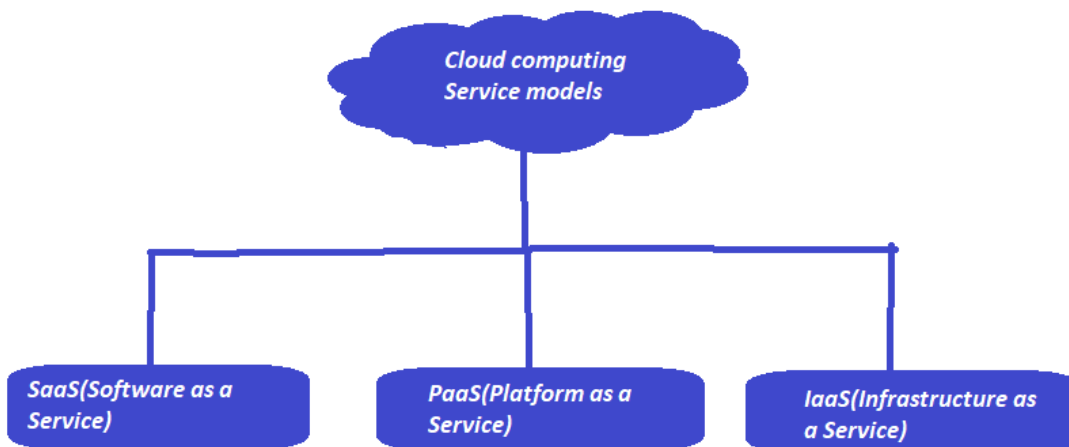 Cloud computing
Service models
SaaS(Software as a
Service)
PaaS(Platform as a
Service)
IaaS(Infrastructure as
a Service)